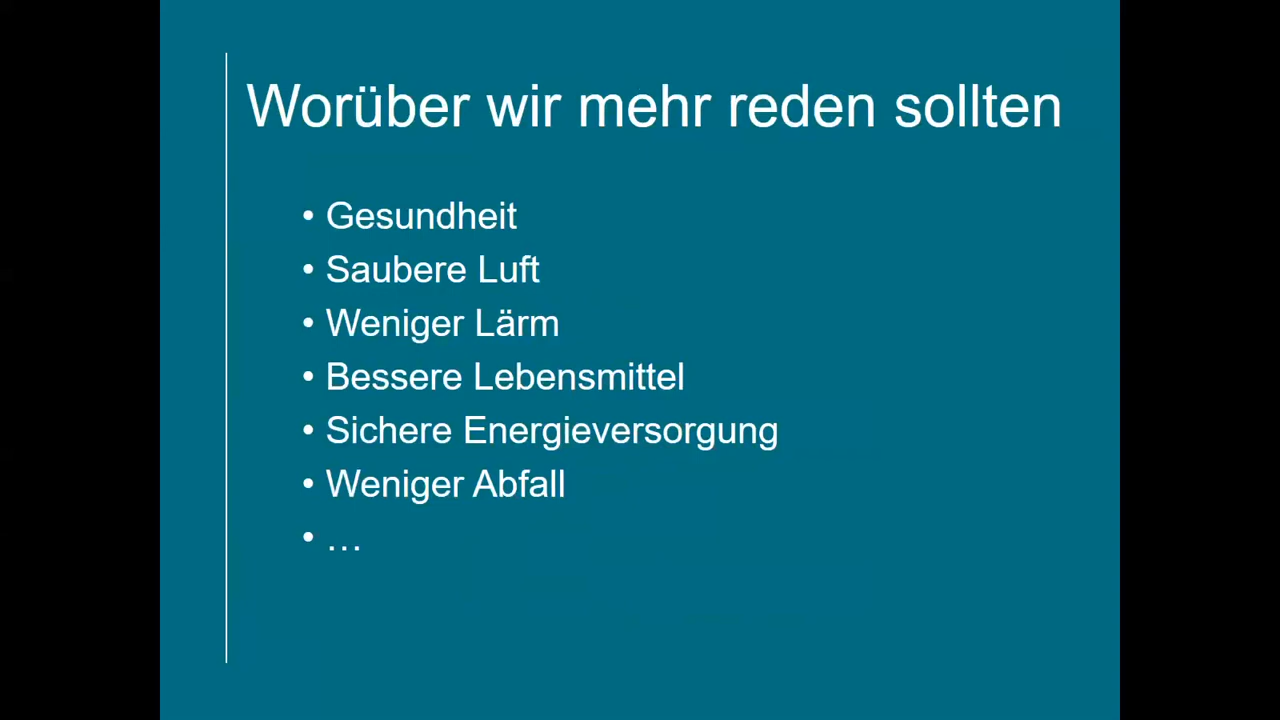 Worüber wir mehr reden sollten
• Gesundheit
• Saubere Luft
• Weniger Lärm
• Bessere Lebensmittel
• Sichere Energieversorgung
• Weniger Abfall
• …